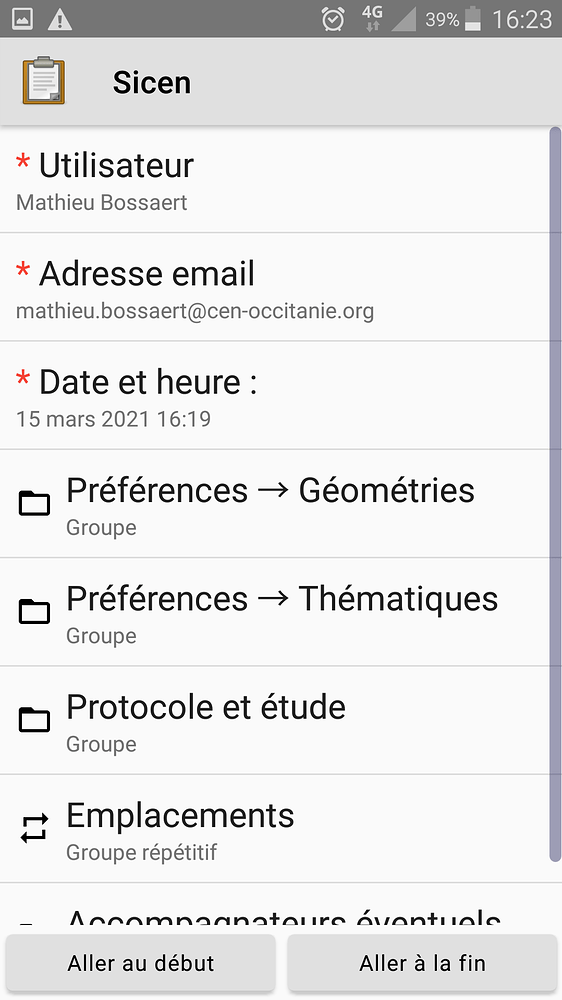 4G 39% 16:23
Sicen
* Utilisateur
Mathieu Bossaert
* Adresse email
mathieu.bossaert@cen-occitanie.org
* Date et heure :
15 mars 2021 16:19
Préférences → Géométries
Groupe
Préférences → Thématiques
Groupe
Protocole et étude
Groupe
Emplacements
Groupe répétitif
Accompagnateurs éventuels
Aller au début
Aller à la fin